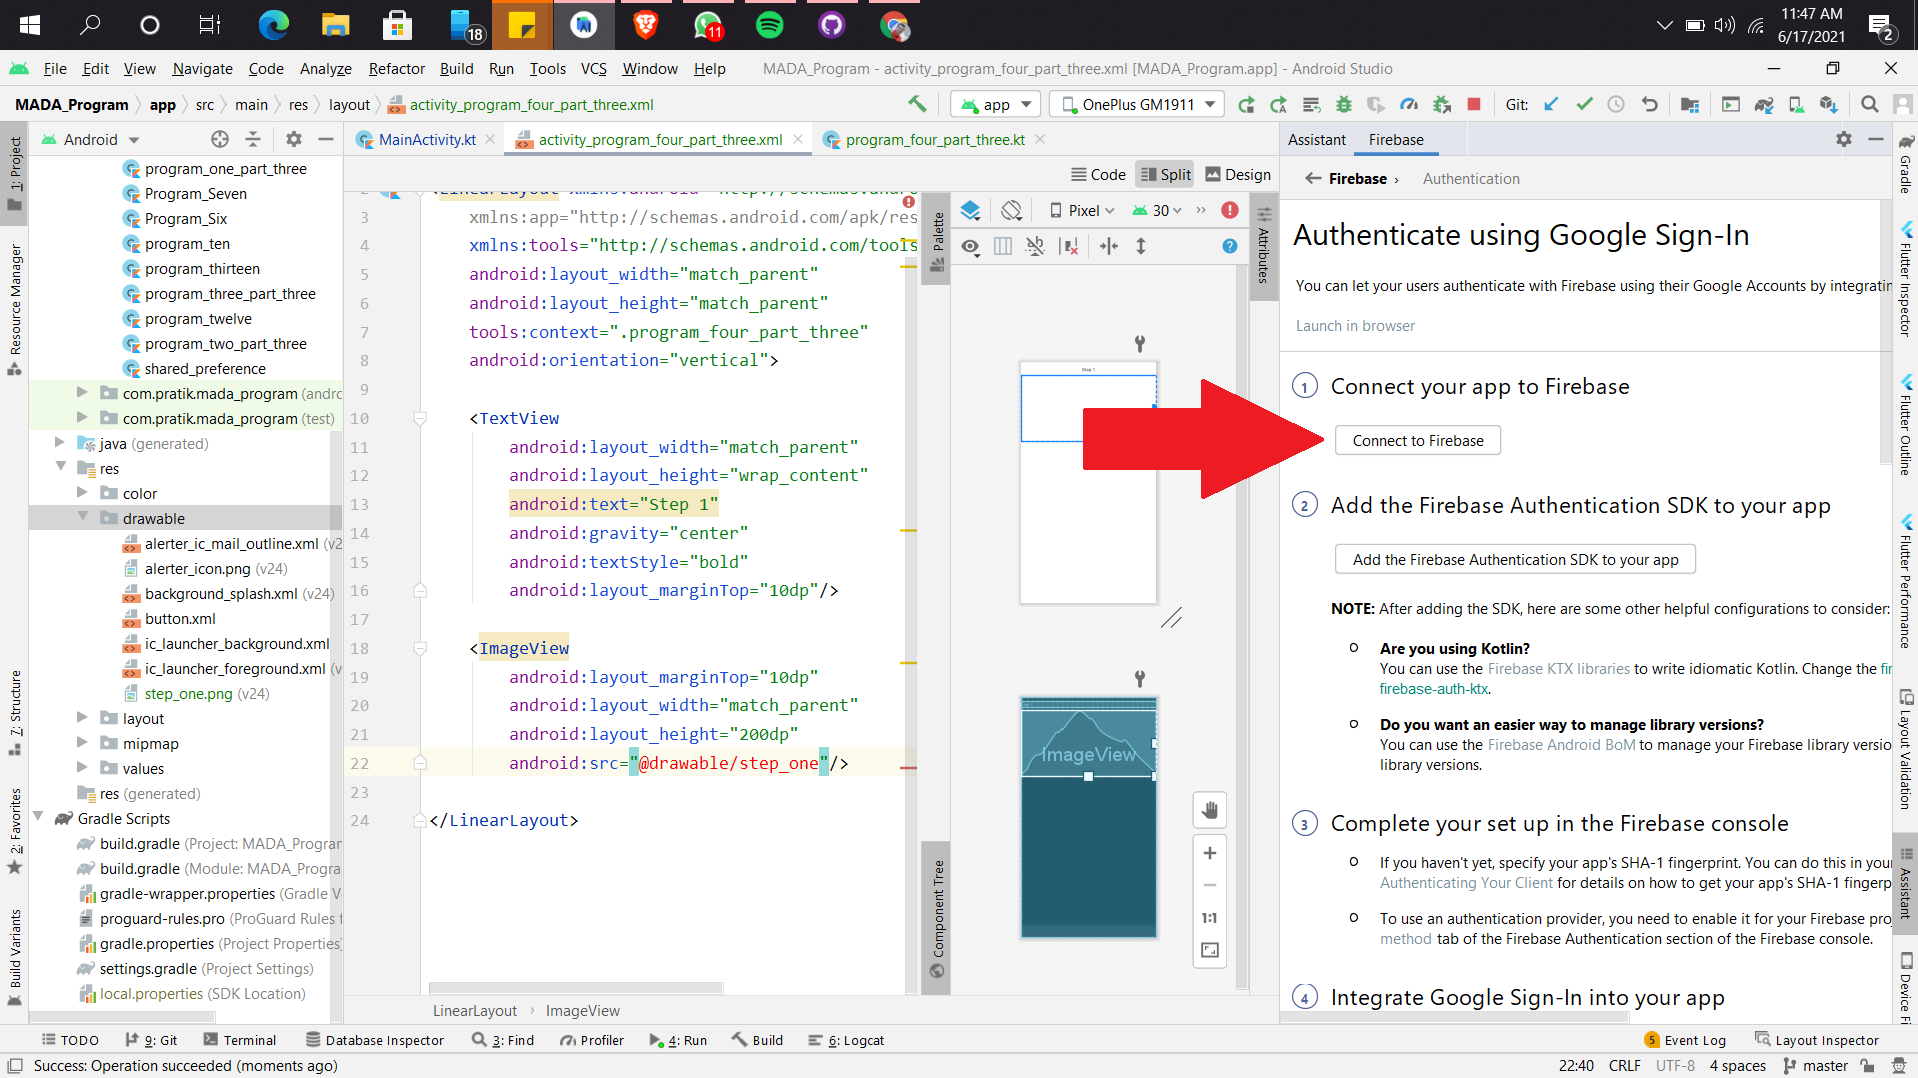 18
11
11:47 AM
6/17/2021
2
File Edit View Navigate Code Analyze Refactor Build Run Tools VCS Window Help MADA_Program - activity_program_four_part_three.xml [MADA_Program.app] - Android Studio
MADA_Program app src main res layout activity_program_four_part_three.xml
app OnePlus GM1911 Git:
Android
1: Project
Resource Manager
7: Structure
2: Favorites
Build Variants
program_one_part_three
Program_Seven
Program_Six
program_ten
program_thirteen
program_three_part_three
program_twelve
program_two_part_three
shared_preference
com.pratik.mada_program (andrc
com.pratik.mada_program (test)
java (generated)
res
color
drawable
alerter_ic_mail_outline.xml (v2
alerter_icon.png (v24)
background_splash.xml (v24)
button.xml
ic_launcher_background.xml
ic_launcher_foreground.xml (v
step_one.png (v24)
layout
mipmap
values
res (generated)
Gradle Scripts
build.gradle (Project: MADA_Progran
build.gradle (Module: MADA_Progra
gradle-wrapper.properties (Gradle V
proguard-rules.pro (ProGuard Rules f
gradle.properties (Project Properties)
settings.gradle (Project Settings)
local.properties (SDK Location)
MainActivity.kt activity_program_four_part_three.xml program_four_part_three.kt
Code Split Design
3 xmlns:app="http://schemas.android.com/apk/res
4 xmlns:tools="http://schemas.android.com/tools
5 android:layout_width="match_parent"
6 android:layout_height="match_parent"
7 tools:context=".program_four_part_three"
8 android:orientation="vertical">
9
10 <TextView
11 android:layout_width="match_parent"
12 android:layout_height="wrap_content"
13 android:text="Step 1"
14 android:gravity="center"
15 android:textStyle="bold"
16 android:layout_marginTop="10dp"/>
17
18 <ImageView
19 android:layout_marginTop="10dp"
20 android:layout_width="match_parent"
21 android:layout_height="200dp"
22 android:src="@drawable/step_one"/>
23
24 </LinearLayout>
LinearLayout ImageView
Palette
Component Tree
Pixel 30
Attributes
Step 1
ImageView
1:1
Assistant Firebase
Firebase › Authentication
Authenticate using Google Sign-In
You can let your users authenticate with Firebase using their Google Accounts by integratin
Launch in browser
1 Connect your app to Firebase
Connect to Firebase
2 Add the Firebase Authentication SDK to your app
Add the Firebase Authentication SDK to your app
NOTE: After adding the SDK, here are some other helpful configurations to consider:
Are you using Kotlin?
You can use the Firebase KTX libraries to write idiomatic Kotlin. Change the fir
firebase-auth-ktx.
Do you want an easier way to manage library versions?
You can use the Firebase Android BoM to manage your Firebase library versio
library versions.
3 Complete your set up in the Firebase console
If you haven't yet, specify your app's SHA-1 fingerprint. You can do this in your
Authenticating Your Client for details on how to get your app's SHA-1 fingerp
To use an authentication provider, you need to enable it for your Firebase pro
method tab of the Firebase Authentication section of the Firebase console.
4 Integrate Google Sign-In into your app
Gradle
Flutter Inspector
Flutter Outline
Flutter Performance
Layout Validation
Assistant
Device Fi
TODO 9: Git Terminal Database Inspector 3: Find Profiler 4: Run Build 6: Logcat 5 Event Log Layout Inspector
Success: Operation succeeded (moments ago) 22:40 CRLF UTF-8 4 spaces master